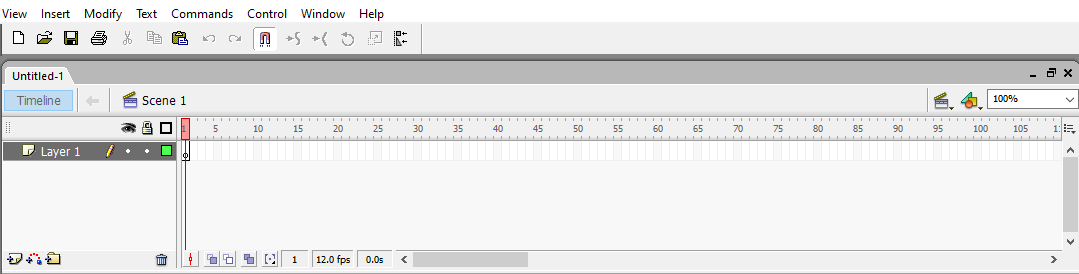 View Insert Modify Text Commands Control Window Help
Untitled-1
Timeline Scene 1 100%
1 5 10 15 20 25 30 35 40 45 50 55 60 65 70 75 80 85 90 95 100 105
Layer 1
1 12.0 fps 0.0s